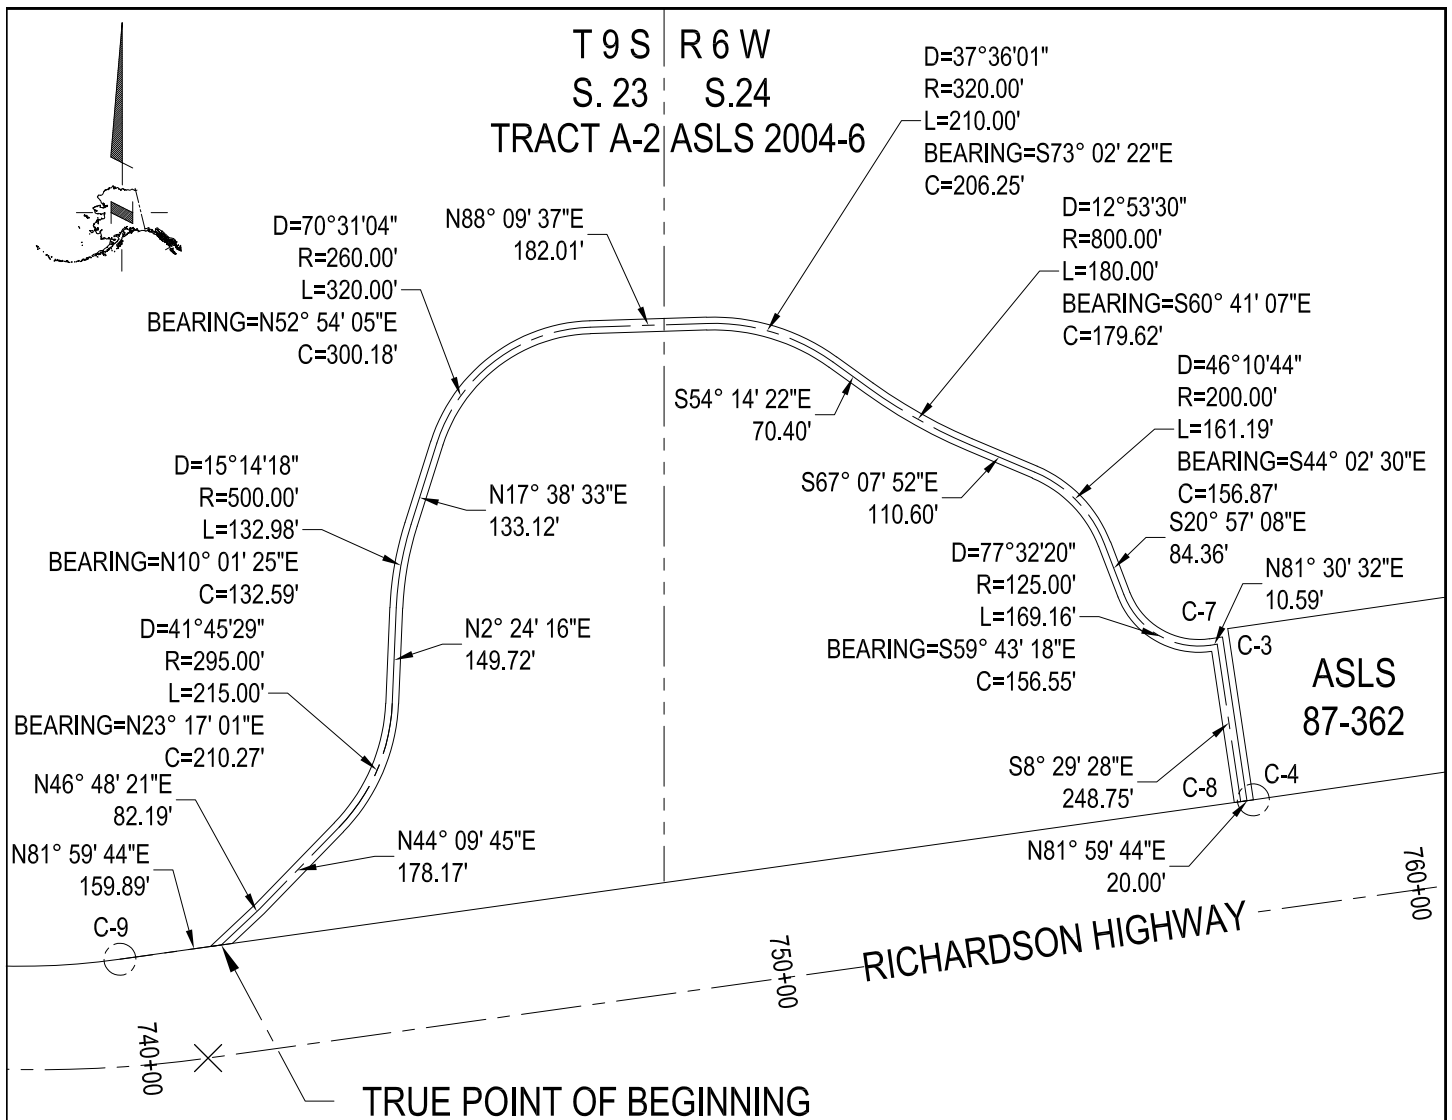 T 9 S R 6 W
S. 23 S.24
TRACT A-2 ASLS 2004-6
D=37°36'01"
R=320.00'
L=210.00'
BEARING=S73° 02' 22"E
C=206.25'
D=70°31'04"
R=260.00'
L=320.00'
BEARING=N52° 54' 05"E
C=300.18'
N88° 09' 37"E
182.01'
D=12°53'30"
R=800.00'
L=180.00'
BEARING=S60° 41' 07"E
C=179.62'
D=46°10'44"
R=200.00'
L=161.19'
BEARING=S44° 02' 30"E
C=156.87'
S54° 14' 22"E
70.40'
S67° 07' 52"E
110.60'
D=15°14'18"
R=500.00'
L=132.98'
BEARING=N10° 01' 25"E
C=132.59'
N17° 38' 33"E
133.12'
S20° 57' 08"E
84.36'
D=77°32'20"
R=125.00'
L=169.16'
BEARING=S59° 43' 18"E
C=156.55'
N81° 30' 32"E
10.59'
C-7
C-3
D=41°45'29"
R=295.00'
L=215.00'
BEARING=N23° 17' 01"E
C=210.27'
N2° 24' 16"E
149.72'
ASLS
87-362
N46° 48' 21"E
82.19'
S8° 29' 28"E
248.75'
C-8
C-4
N81° 59' 44"E
159.89'
N44° 09' 45"E
178.17'
N81° 59' 44"E
20.00'
C-9
740+00
750+00
760+00
RICHARDSON HIGHWAY
TRUE POINT OF BEGINNING